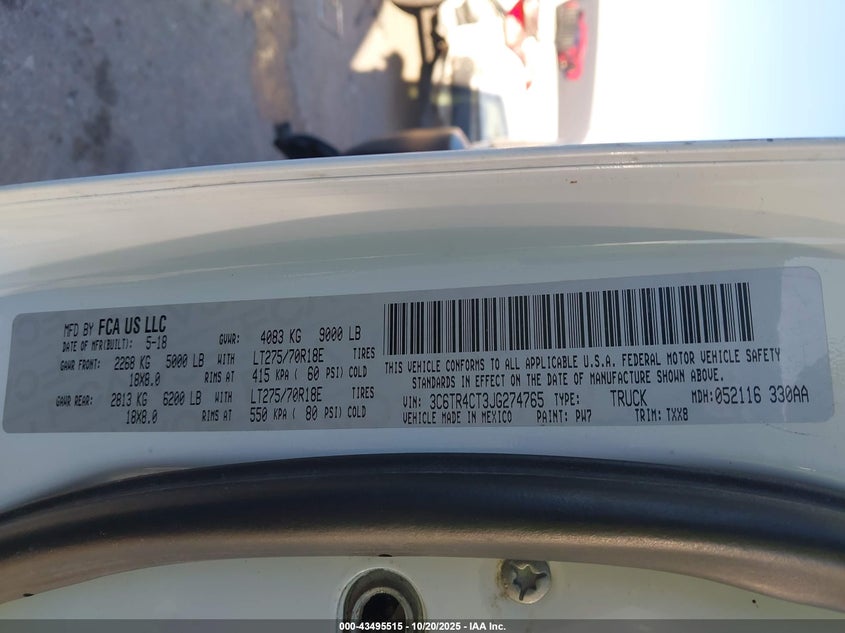 MFD BY FCA US LLC
DATE OF MFR(BUILT): 5-18 GVWR: 4083 KG 9000 LB
GAWR FRONT: 2268 KG 5000 LB WITH LT275/70R18E TIRES
18X8.0 RIMS AT 415 KPA ( 60 PSI) COLD
GAWR REAR: 2813 KG 6200 LB WITH LT275/70R18E TIRES
18X8.0 RIMS AT 550 KPA ( 80 PSI) COLD
THIS VEHICLE CONFORMS TO ALL APPLICABLE U.S.A. FEDERAL MOTOR VEHICLE SAFETY
STANDARDS IN EFFECT ON THE DATE OF MANUFACTURE SHOWN ABOVE.
VIN: 3C6TR4CT3JG274765 TYPE: TRUCK MDH: 052116 330AA
VEHICLE MADE IN MEXICO PAINT: PW7 TRIM: TXX8
000-43495515 - 10/20/2025 - IAA Inc.